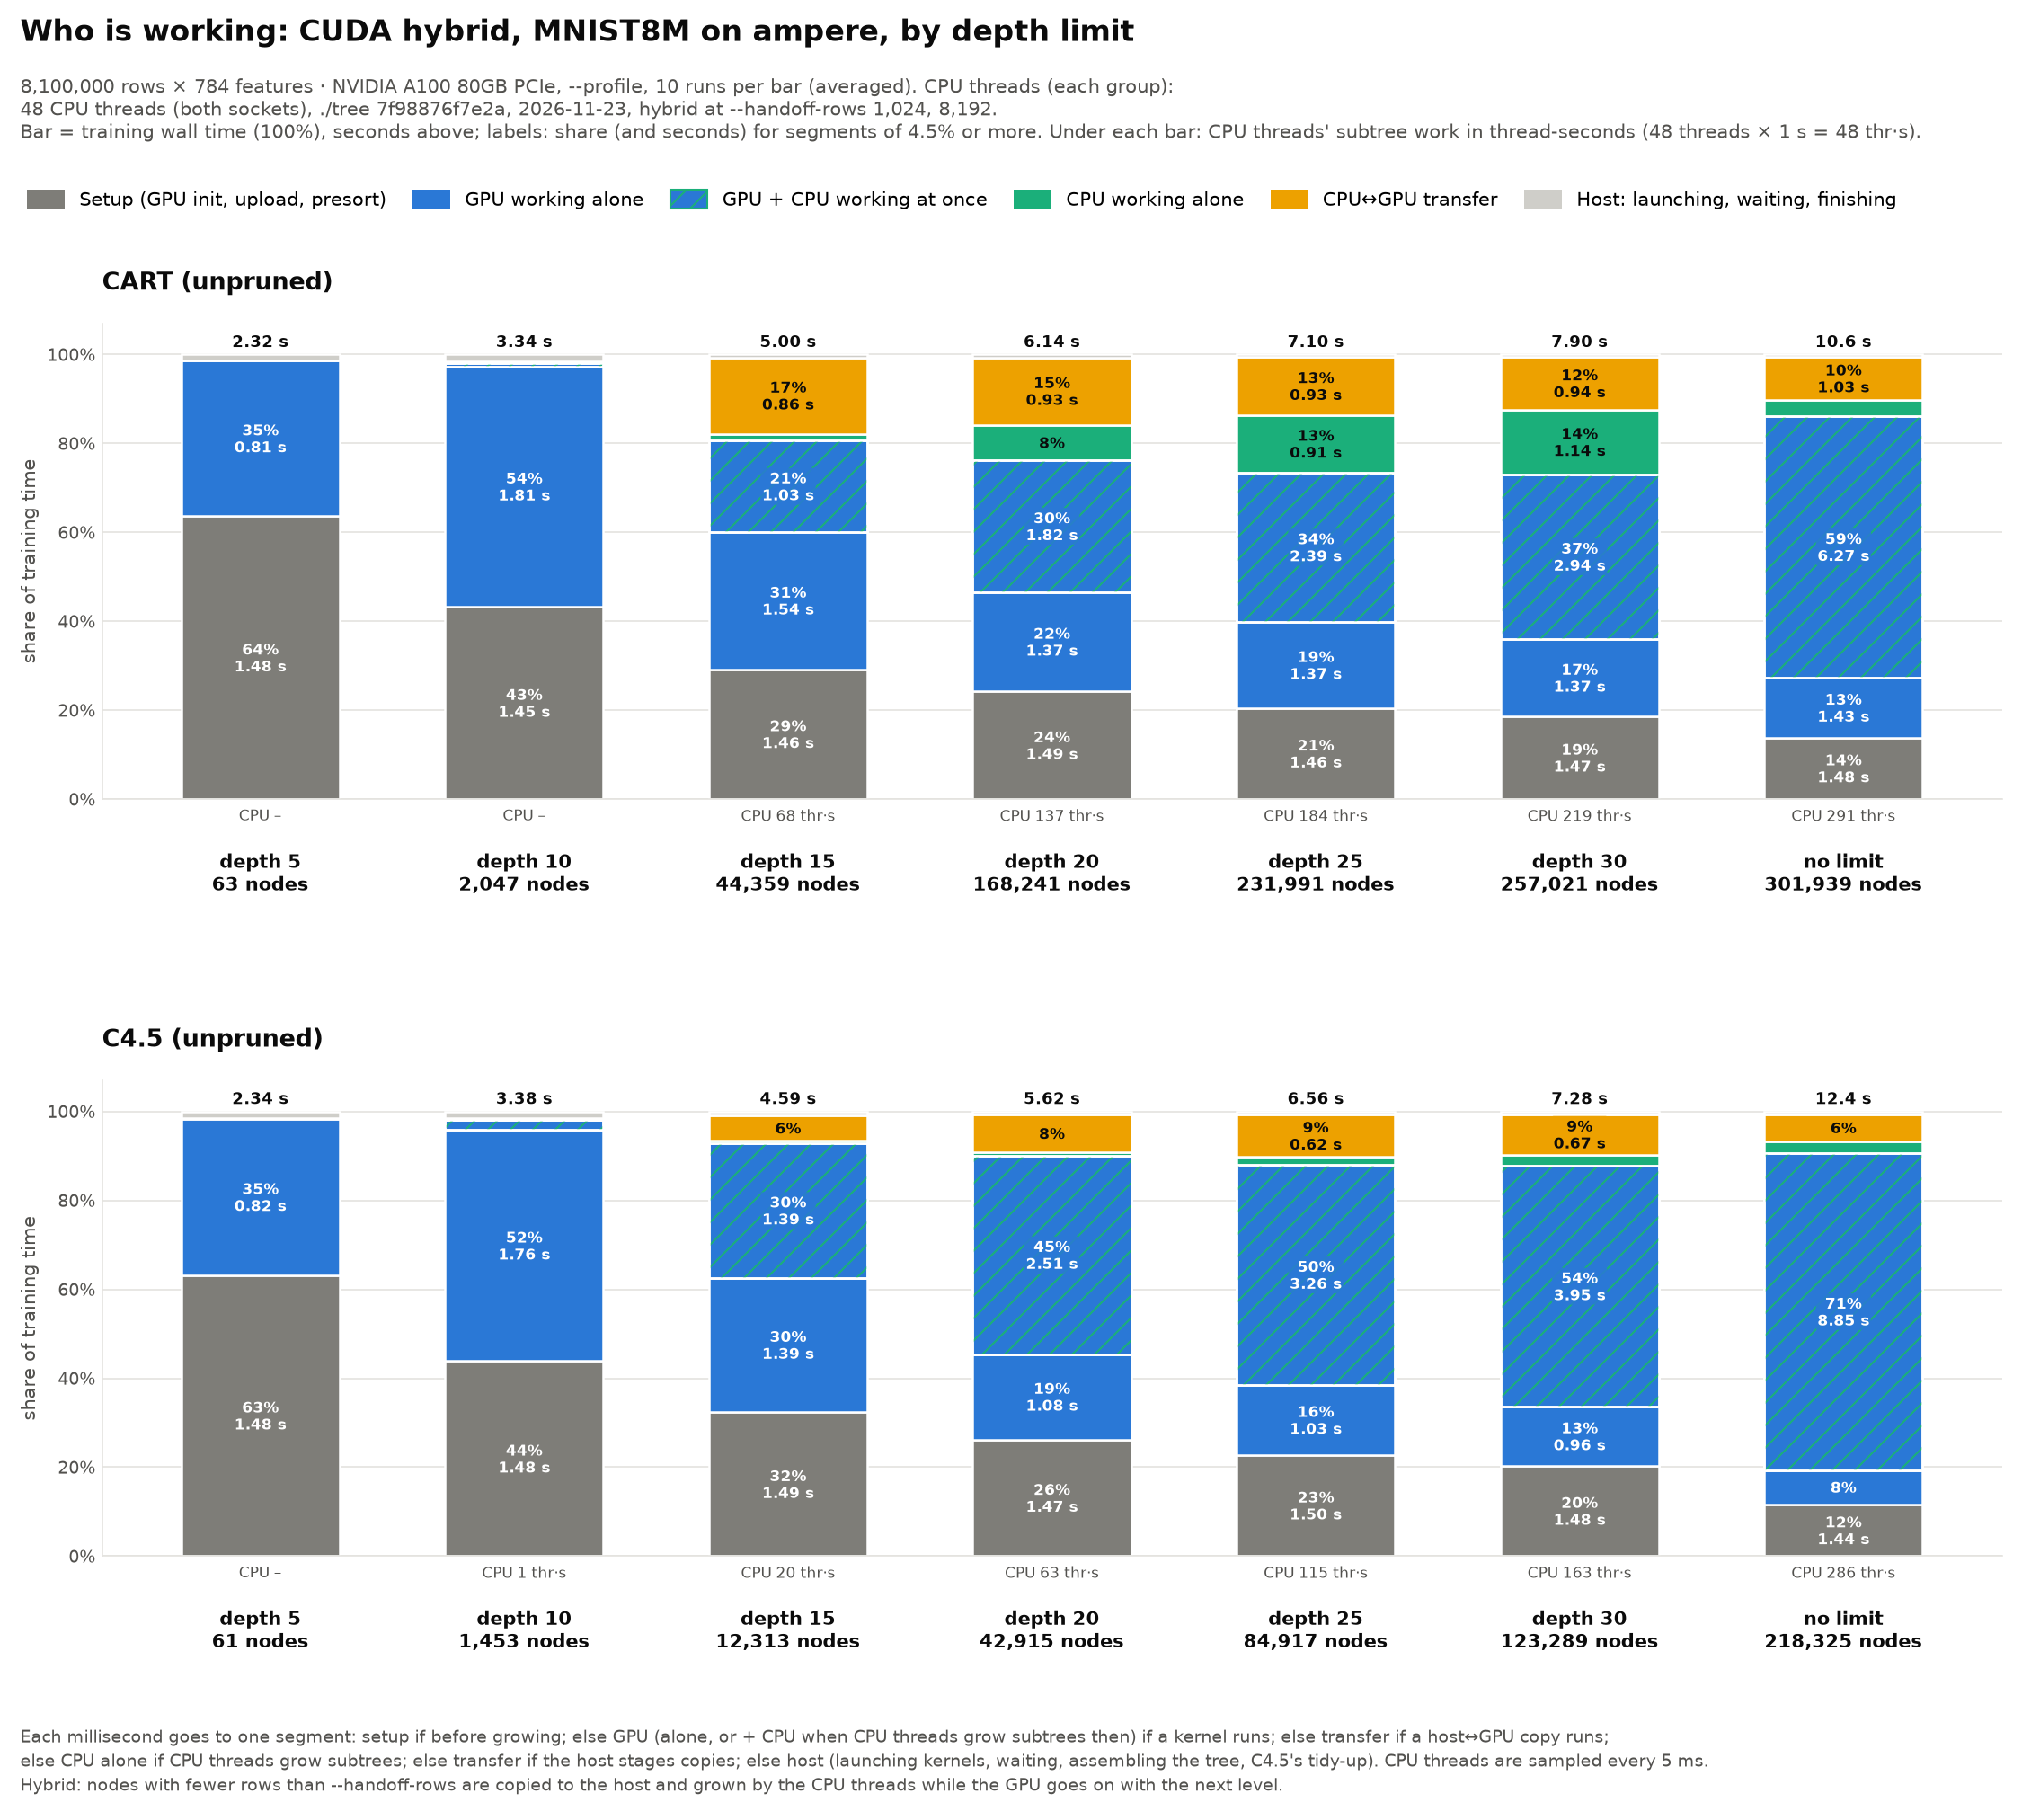 Who is working: CUDA hybrid, MNIST8M on ampere, by depth limit
8,100,000 rows × 784 features · NVIDIA A100 80GB PCIe, --profile, 10 runs per bar (averaged). CPU threads (each group):
48 CPU threads (both sockets), ./tree 7f98876f7e2a, 2026-11-23, hybrid at --handoff-rows 1,024, 8,192.
Bar = training wall time (100%), seconds above; labels: share (and seconds) for segments of 4.5% or more. Under each bar: CPU threads' subtree work in thread-seconds (48 threads × 1 s = 48 thr·s).
Setup (GPU init, upload, presort) GPU working alone GPU + CPU working at once CPU working alone CPU↔GPU transfer Host: launching, waiting, finishing
CART (unpruned)
share of training time
100%
80%
60%
40%
20%
0%
2.32 s
35%
0.81 s
64%
1.48 s
CPU –
depth 5
63 nodes
3.34 s
54%
1.81 s
43%
1.45 s
CPU –
depth 10
2,047 nodes
5.00 s
17%
0.86 s
21%
1.03 s
31%
1.54 s
29%
1.46 s
CPU 68 thr·s
depth 15
44,359 nodes
6.14 s
15%
0.93 s
8%
30%
1.82 s
22%
1.37 s
24%
1.49 s
CPU 137 thr·s
depth 20
168,241 nodes
7.10 s
13%
0.93 s
13%
0.91 s
34%
2.39 s
19%
1.37 s
21%
1.46 s
CPU 184 thr·s
depth 25
231,991 nodes
7.90 s
12%
0.94 s
14%
1.14 s
37%
2.94 s
17%
1.37 s
19%
1.47 s
CPU 219 thr·s
depth 30
257,021 nodes
10.6 s
10%
1.03 s
59%
6.27 s
13%
1.43 s
14%
1.48 s
CPU 291 thr·s
no limit
301,939 nodes
C4.5 (unpruned)
share of training time
100%
80%
60%
40%
20%
0%
2.34 s
35%
0.82 s
63%
1.48 s
CPU –
depth 5
61 nodes
3.38 s
52%
1.76 s
44%
1.48 s
CPU 1 thr·s
depth 10
1,453 nodes
4.59 s
6%
30%
1.39 s
30%
1.39 s
32%
1.49 s
CPU 20 thr·s
depth 15
12,313 nodes
5.62 s
8%
45%
2.51 s
19%
1.08 s
26%
1.47 s
CPU 63 thr·s
depth 20
42,915 nodes
6.56 s
9%
0.62 s
50%
3.26 s
16%
1.03 s
23%
1.50 s
CPU 115 thr·s
depth 25
84,917 nodes
7.28 s
9%
0.67 s
54%
3.95 s
13%
0.96 s
20%
1.48 s
CPU 163 thr·s
depth 30
123,289 nodes
12.4 s
6%
71%
8.85 s
8%
12%
1.44 s
CPU 286 thr·s
no limit
218,325 nodes
Each millisecond goes to one segment: setup if before growing; else GPU (alone, or + CPU when CPU threads grow subtrees then) if a kernel runs; else transfer if a host↔GPU copy runs;
else CPU alone if CPU threads grow subtrees; else transfer if the host stages copies; else host (launching kernels, waiting, assembling the tree, C4.5's tidy-up). CPU threads are sampled every 5 ms.
Hybrid: nodes with fewer rows than --handoff-rows are copied to the host and grown by the CPU threads while the GPU goes on with the next level.